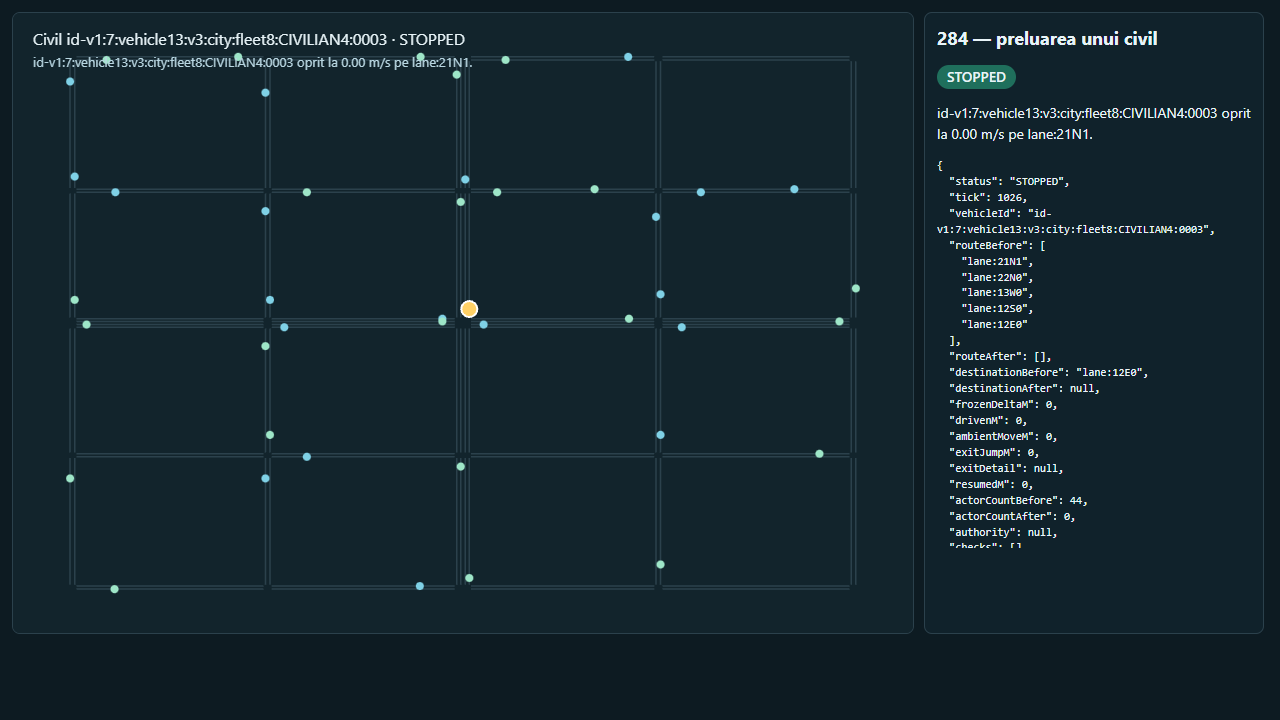 Civil id-v1:7:vehicle13:v3:city:fleet8:CIVILIAN4:0003 · STOPPED
id-v1:7:vehicle13:v3:city:fleet8:CIVILIAN4:0003 oprit la 0.00 m/s pe lane:21N1.
284 — preluarea unui civil
STOPPED
id-v1:7:vehicle13:v3:city:fleet8:CIVILIAN4:0003 oprit
la 0.00 m/s pe lane:21N1.
{
"status": "STOPPED",
"tick": 1026,
"vehicleId": "id-
v1:7:vehicle13:v3:city:fleet8:CIVILIAN4:0003",
"routeBefore": [
"lane:21N1",
"lane:22N0",
"lane:13W0",
"lane:12S0",
"lane:12E0"
],
"routeAfter": [],
"destinationBefore": "lane:12E0",
"destinationAfter": null,
"frozenDeltaM": 0,
"drivenM": 0,
"ambientMoveM": 0,
"exitJumpM": 0,
"exitDetail": null,
"resumedM": 0,
"actorCountBefore": 44,
"actorCountAfter": 0,
"authority": null,
"checks": []